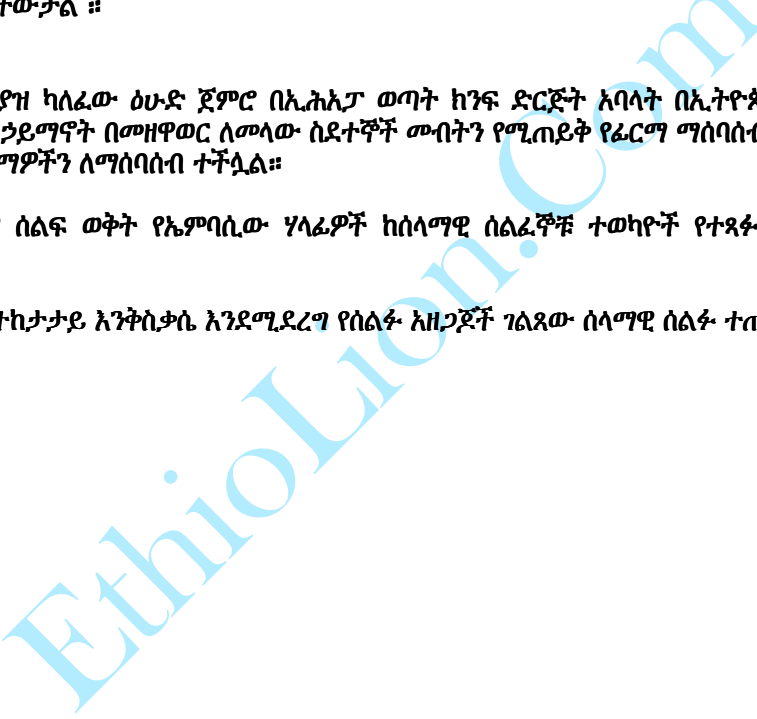 ተውታል ።
ያዝ ካለፈው ዕሁድ ጀምሮ በኢሕአፓ ወጣት ክንፍ ድርጅት አባላት በኢትዮጵ
ኃይማኖት በመዘዋወር ለመላው ስደተኞች መብትን የሚጠይቅ የፊርማ ማሰባሰብ
ማዎችን ለማሰባሰብ ተችሏል።
ሰልፍ ወቅት የኤምባሲው ሃላፊዎች ከሰላማዊ ሰልፈኞቹ ተወካዮች የተጻፉ
ተከታታይ እንቅስቃሴ እንደሚደረግ የሰልፉ አዘጋጆች ገልጸው ሰላማዊ ሰልፉ ተጠ
EthioLion.Com